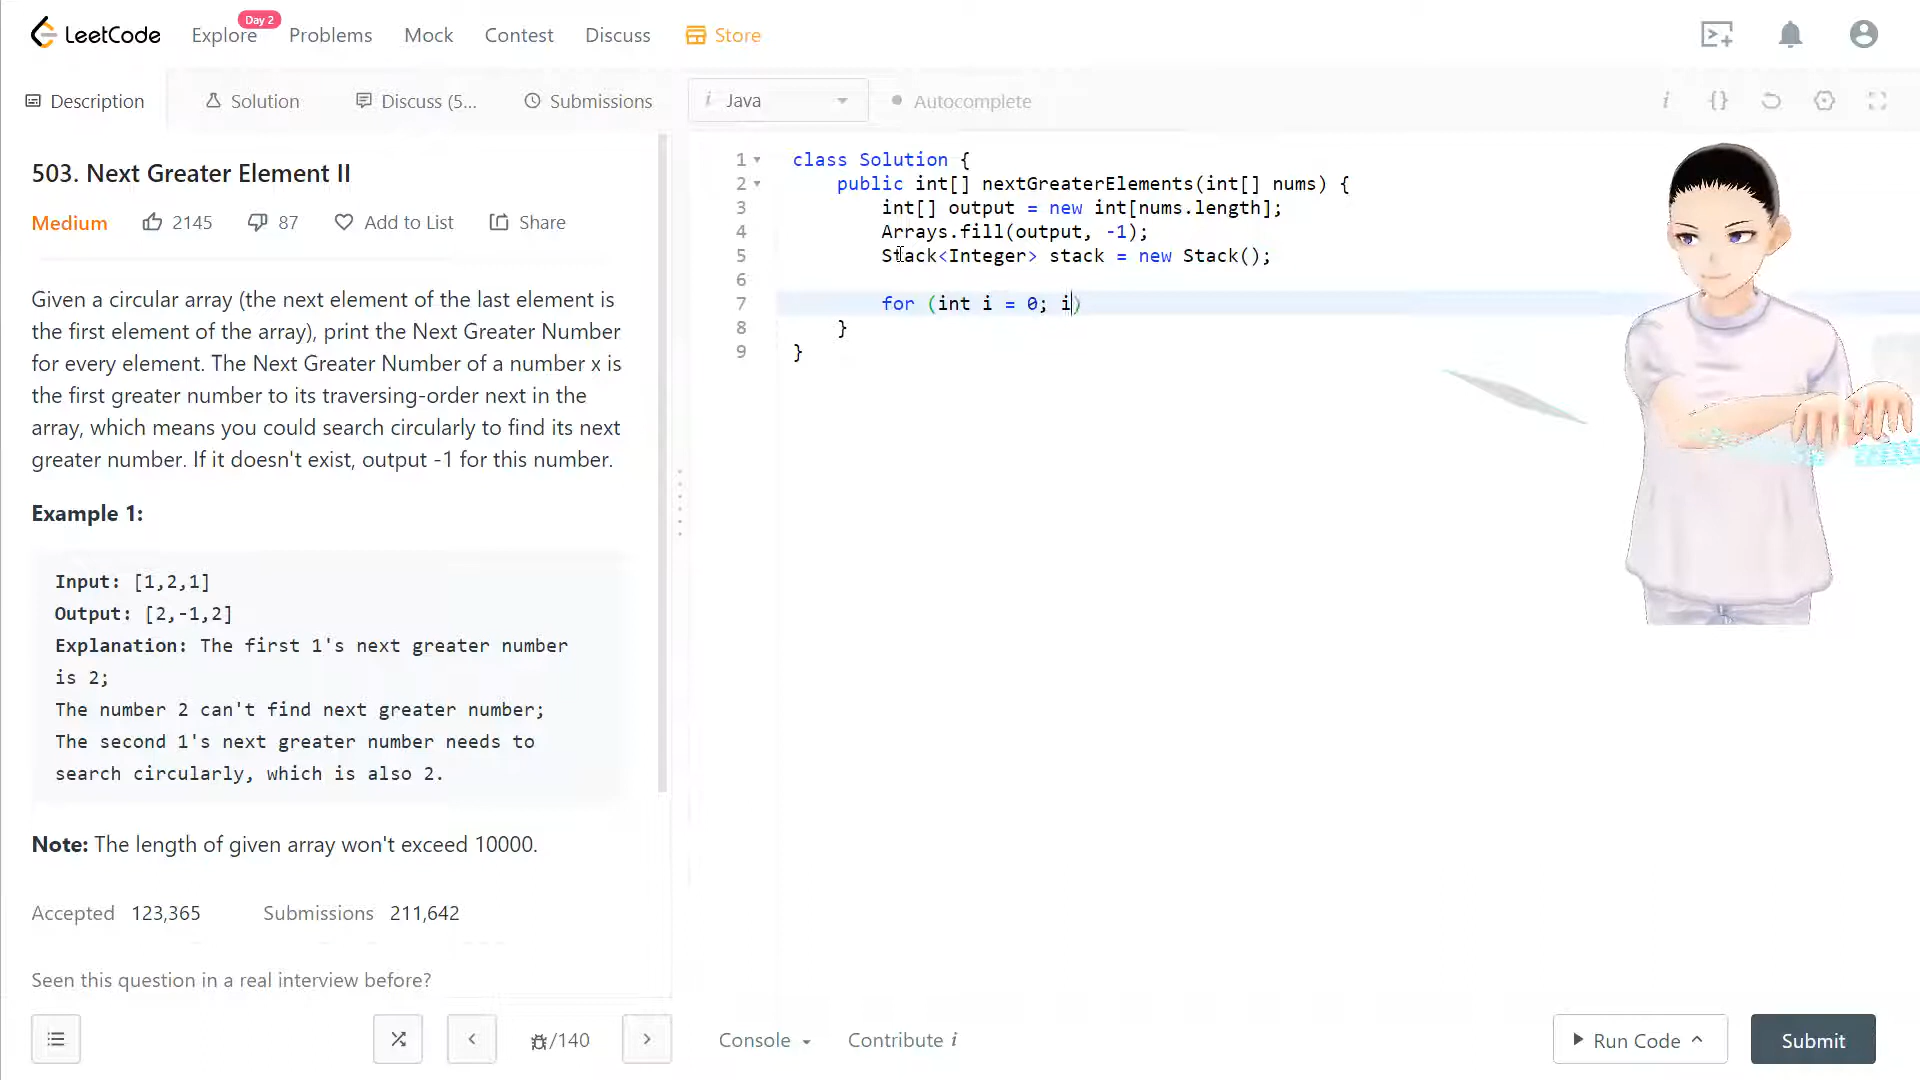 LeetCode
Explore
Day 2
Problems
Mock
Contest
Discuss
Store
Description
Solution
Discuss (5...
Submissions
i Java
Autocomplete
i
{}
503. Next Greater Element II
Medium
2145
87
Add to List
Share
Given a circular array (the next element of the last element is
the first element of the array), print the Next Greater Number
for every element. The Next Greater Number of a number x is
the first greater number to its traversing-order next in the
array, which means you could search circularly to find its next
greater number. If it doesn't exist, output -1 for this number.
Example 1:
Input: [1,2,1]
Output: [2,-1,2]
Explanation: The first 1's next greater number
is 2;
The number 2 can't find next greater number;
The second 1's next greater number needs to
search circularly, which is also 2.
Note: The length of given array won't exceed 10000.
Accepted 123,365 Submissions 211,642
Seen this question in a real interview before?
/140
1 class Solution {
2 public int[] nextGreaterElements(int[] nums) {
3 int[] output = new int[nums.length];
4 Arrays.fill(output, -1);
5 Stack<Integer> stack = new Stack();
6
7 for (int i = 0; i)
8 }
9 }
Console
Contribute i
Run Code
Submit